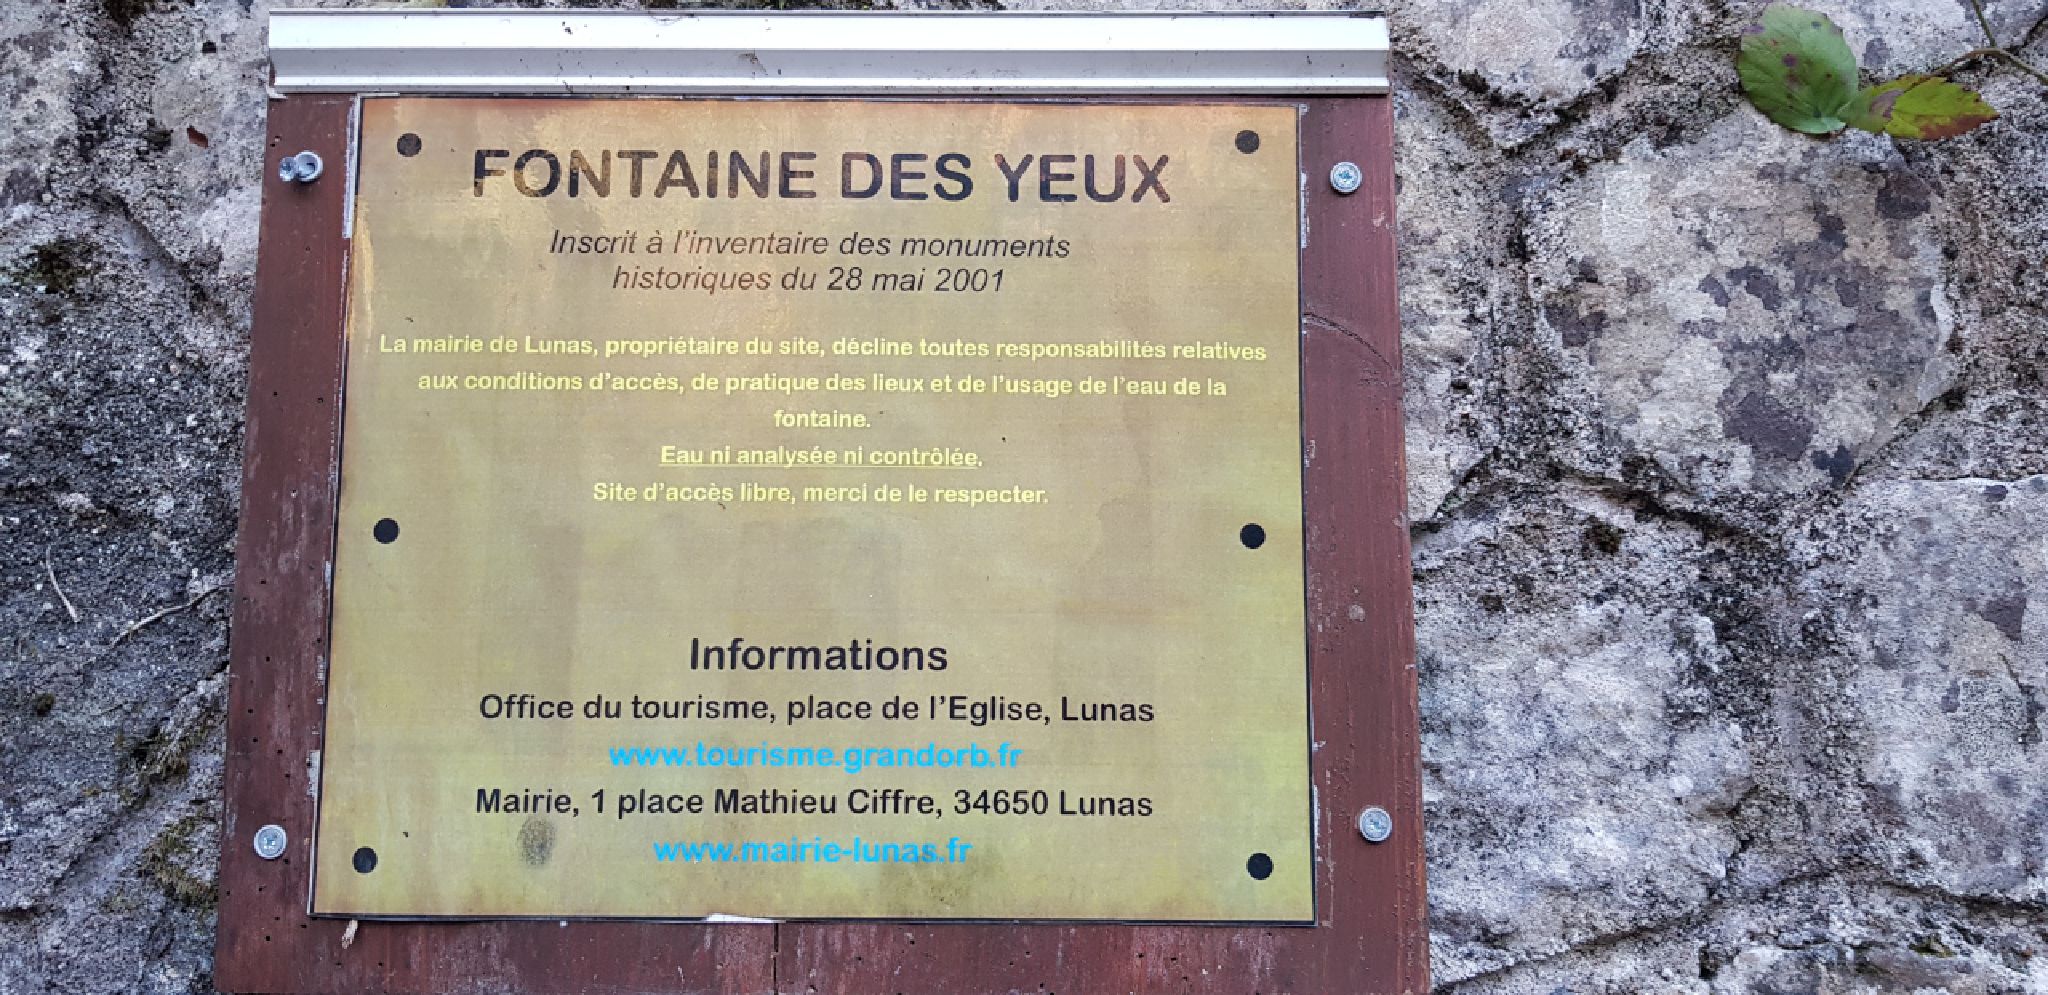 FONTAINE DES YEUX
Inscrit à l'inventaire des monuments
historiques du 28 mai 2001
La mairie de Lunas, propriétaire du site, décline toutes responsabilités relatives
aux conditions d'accès, de pratique des lieux et de l'usage de l'eau de la
fontaine.
Eau ni analysée ni contrôlée.
Site d'accès libre, merci de le respecter.
Informations
Office du tourisme, place de l'Eglise, Lunas
www.tourisme.grandorb.fr
Mairie, 1 place Mathieu Ciffre, 34650 Lunas
www.mairie-lunas.fr